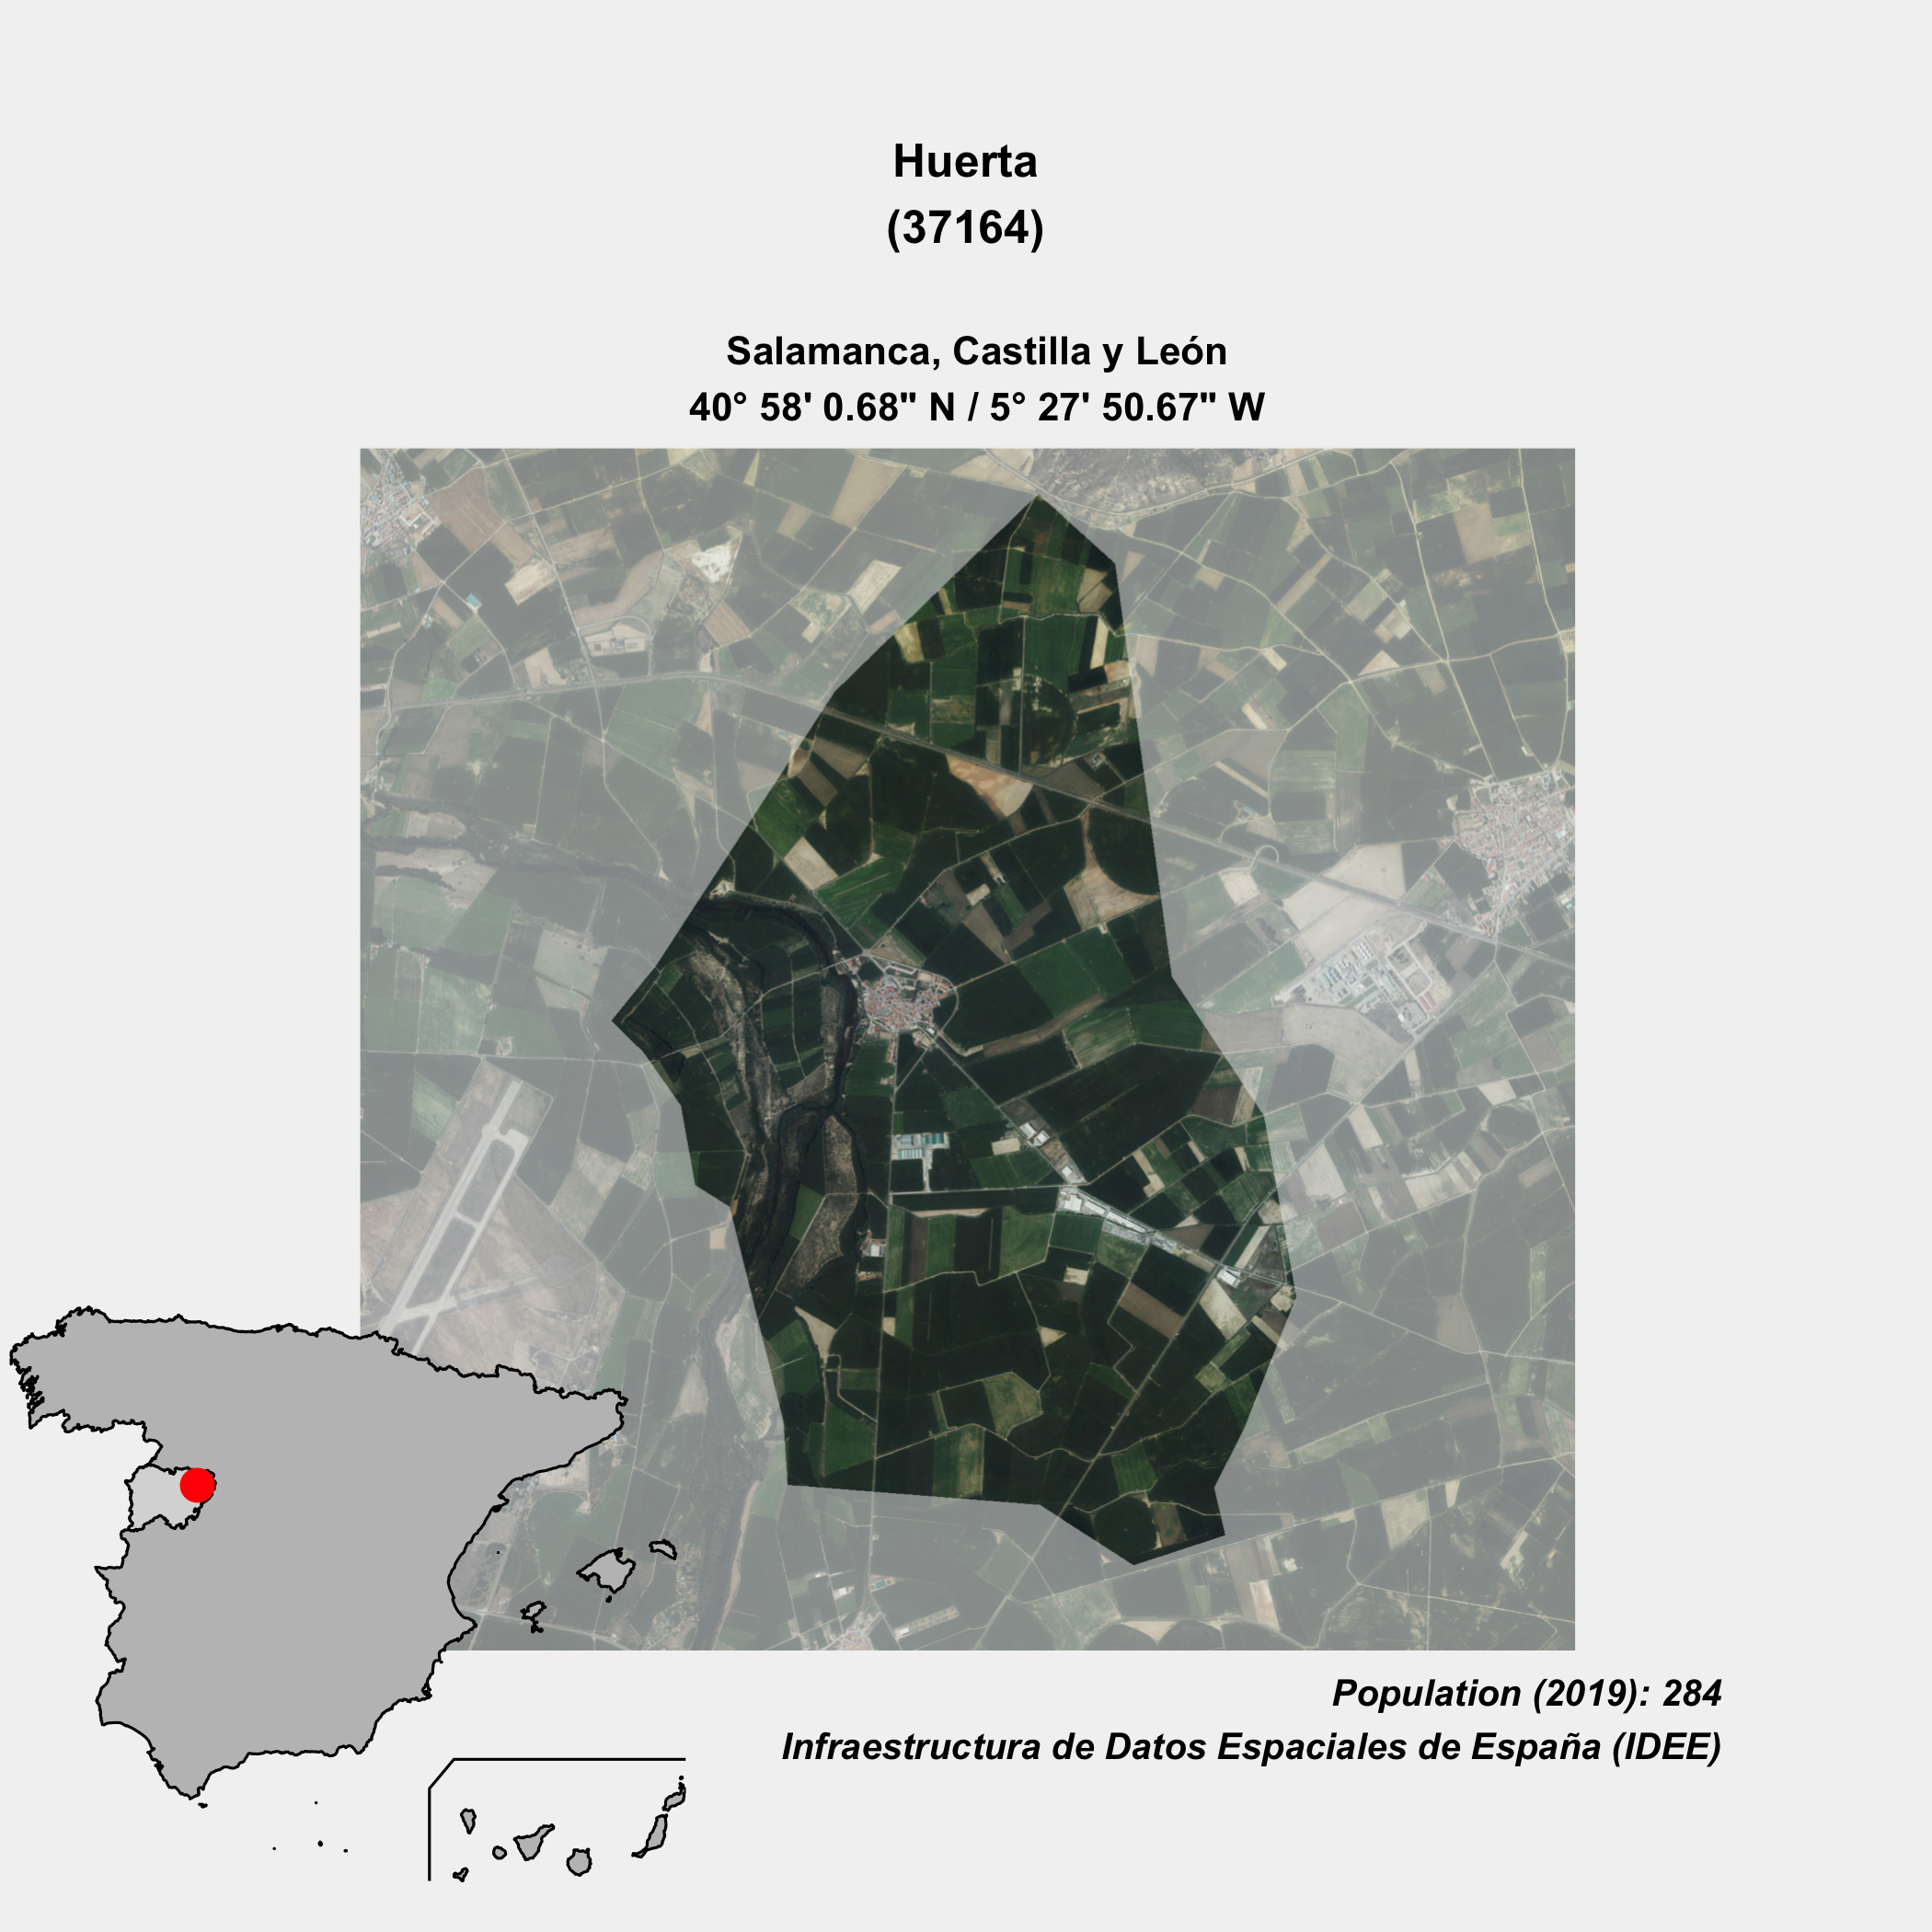 Huerta
(37164)
Salamanca, Castilla y León
40° 58' 0.68" N / 5° 27' 50.67" W
Population (2019): 284
Infraestructura de Datos Espaciales de España (IDEE)